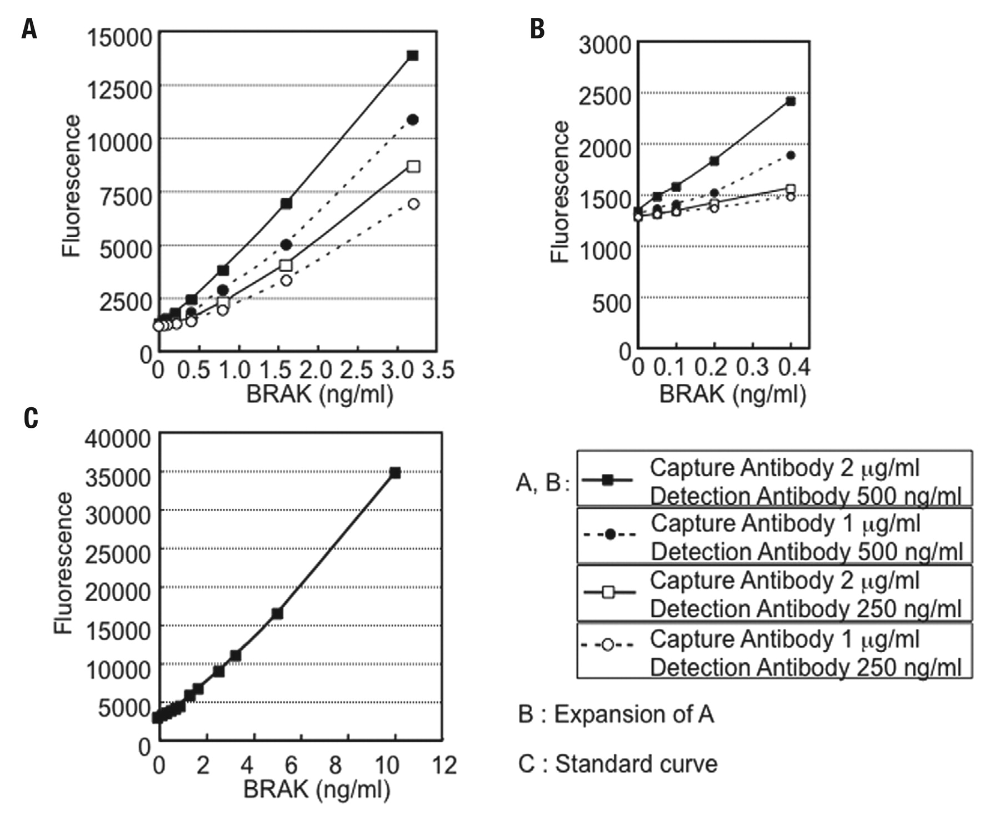 A
15000
12500
10000
7500
5000
2500
0
0 0.5 1.0 1.5 2.0 2.5 3.0 3.5
Fluorescence
BRAK (ng/ml)
B
3000
2500
2000
1500
1000
500
0
0 0.1 0.2 0.3 0.4
Fluorescence
BRAK (ng/ml)
C
40000
35000
30000
25000
20000
15000
10000
5000
0
0 2 4 6 8 10 12
Fluorescence
BRAK (ng/ml)
A, B:
Capture Antibody 2 μg/ml
Detection Antibody 500 ng/ml
Capture Antibody 1 μg/ml
Detection Antibody 500 ng/ml
Capture Antibody 2 μg/ml
Detection Antibody 250 ng/ml
Capture Antibody 1 μg/ml
Detection Antibody 250 ng/ml
B : Expansion of A
C : Standard curve